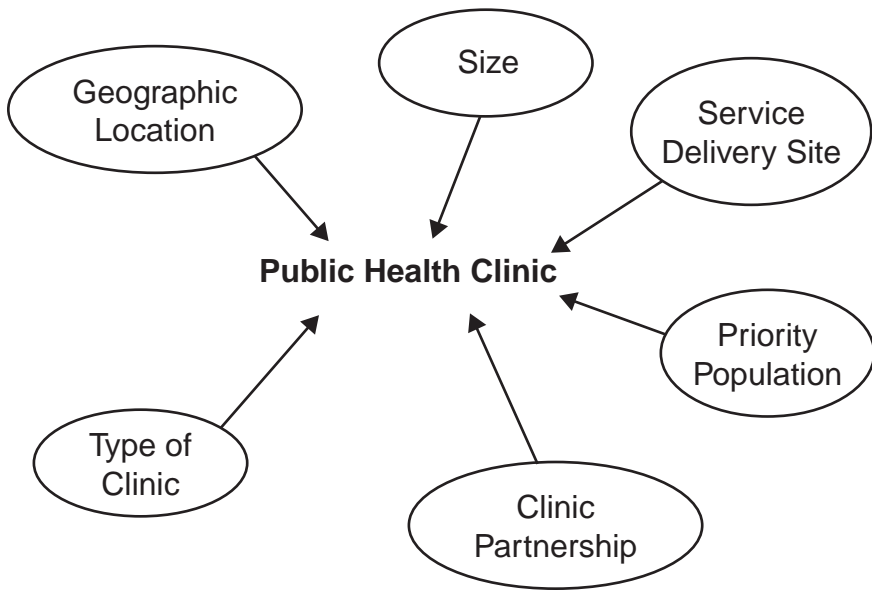 Geographic
Location
Size
Service
Delivery Site
Public Health Clinic
Priority
Population
Type of
Clinic
Clinic
Partnership